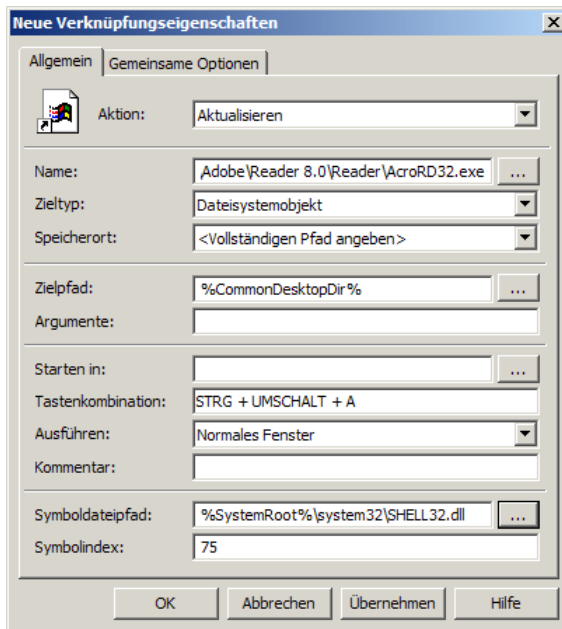 Neue Verknüpfungseigenschaften
Allgemein Gemeinsame Optionen
Aktion: Aktualisieren
Name: Adobe\Reader 8.0\Reader\AcroRD32.exe ...
Zieltyp: Dateisystemobjekt
Speicherort: <Vollständigen Pfad angeben>
Zielpfad: %CommonDesktopDir% ...
Argumente:
Starten in: ...
Tastenkombination: STRG + UMSCHALT + A
Ausführen: Normales Fenster
Kommentar:
Symboldateipfad: %SystemRoot%\system32\SHELL32.dll ...
Symbolindex: 75
OK Abbrechen Übernehmen Hilfe